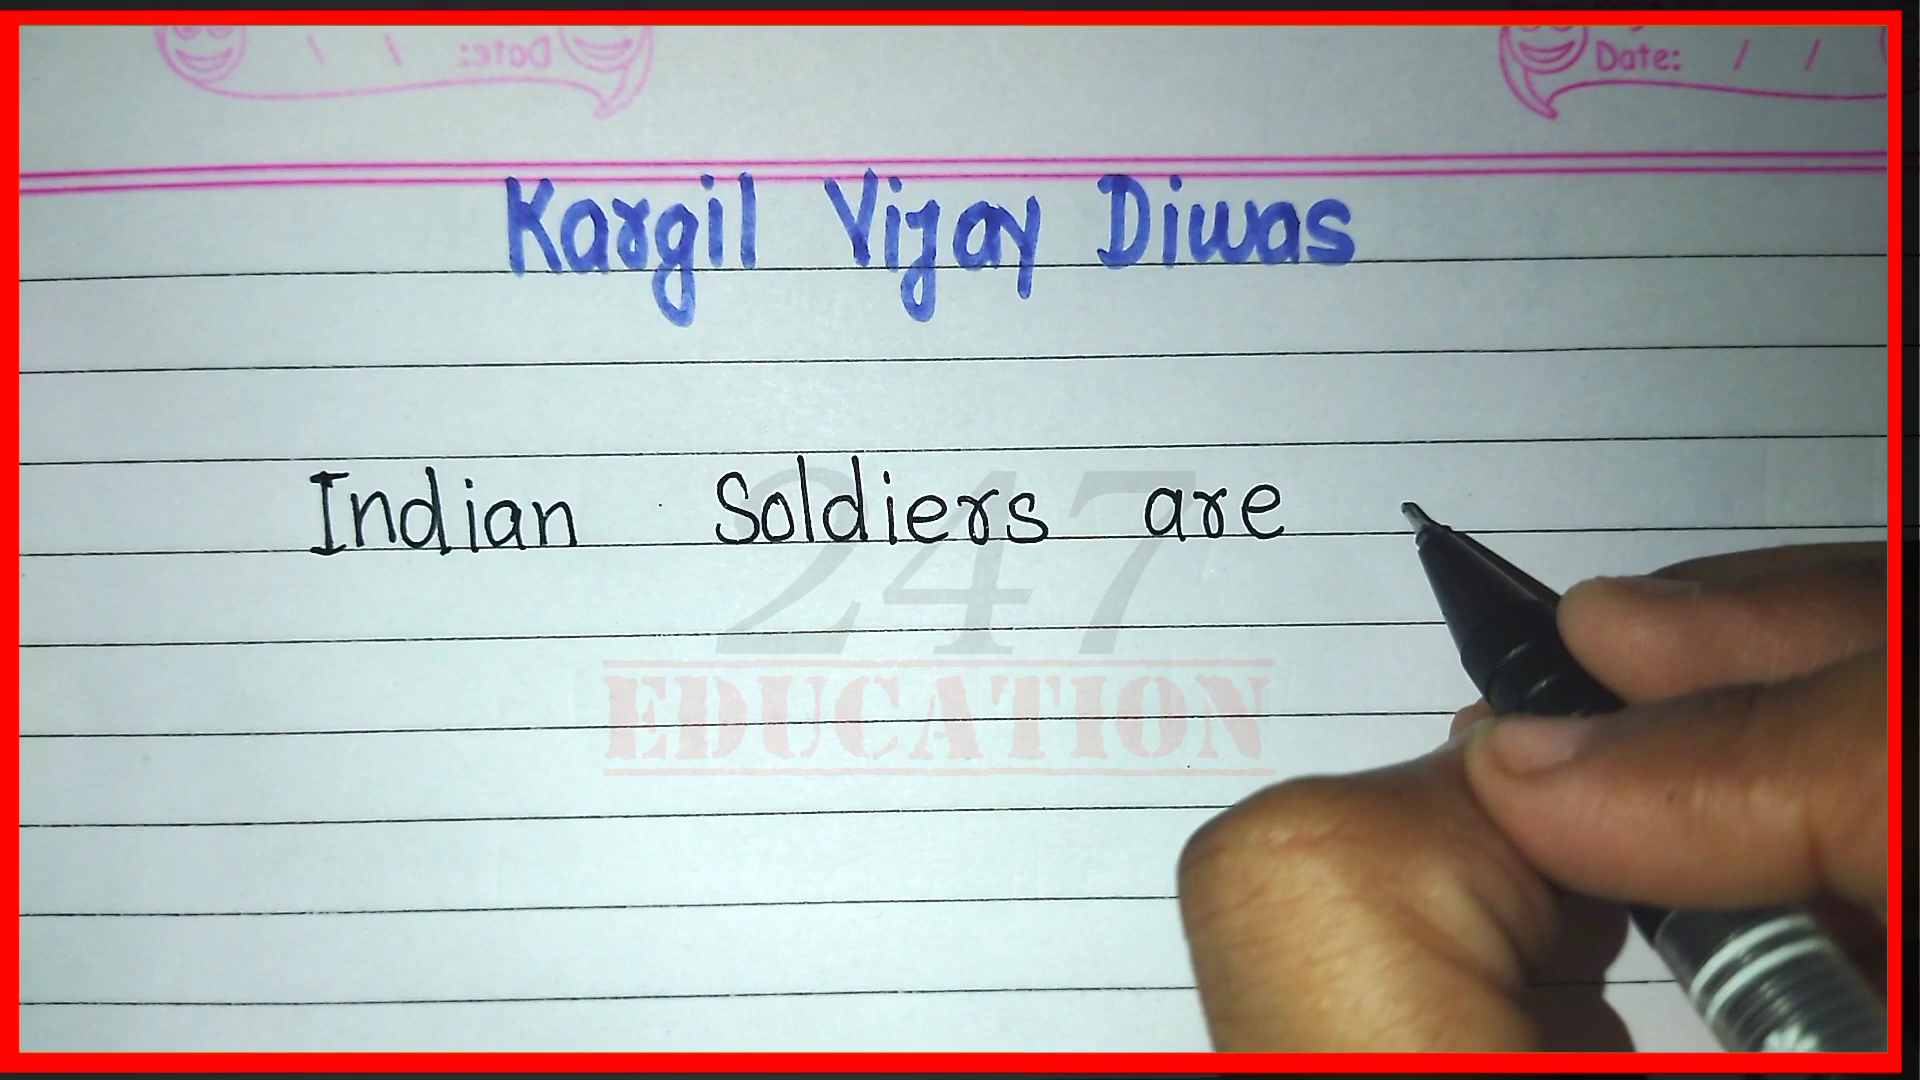 :Date / /
Date: / /
Kargil Vijay Diwas
Indian Soldiers are
247
EDUCATION